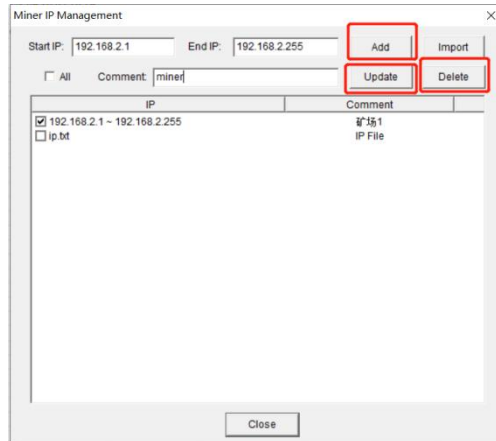 Miner IP Management
Start IP: 192.168.2.1 End IP: 192.168.2.255 Add Import
All Comment: miner Update Delete
IP Comment
192.168.2.1 ~ 192.168.2.255 矿场1
ip.txt IP File
Close